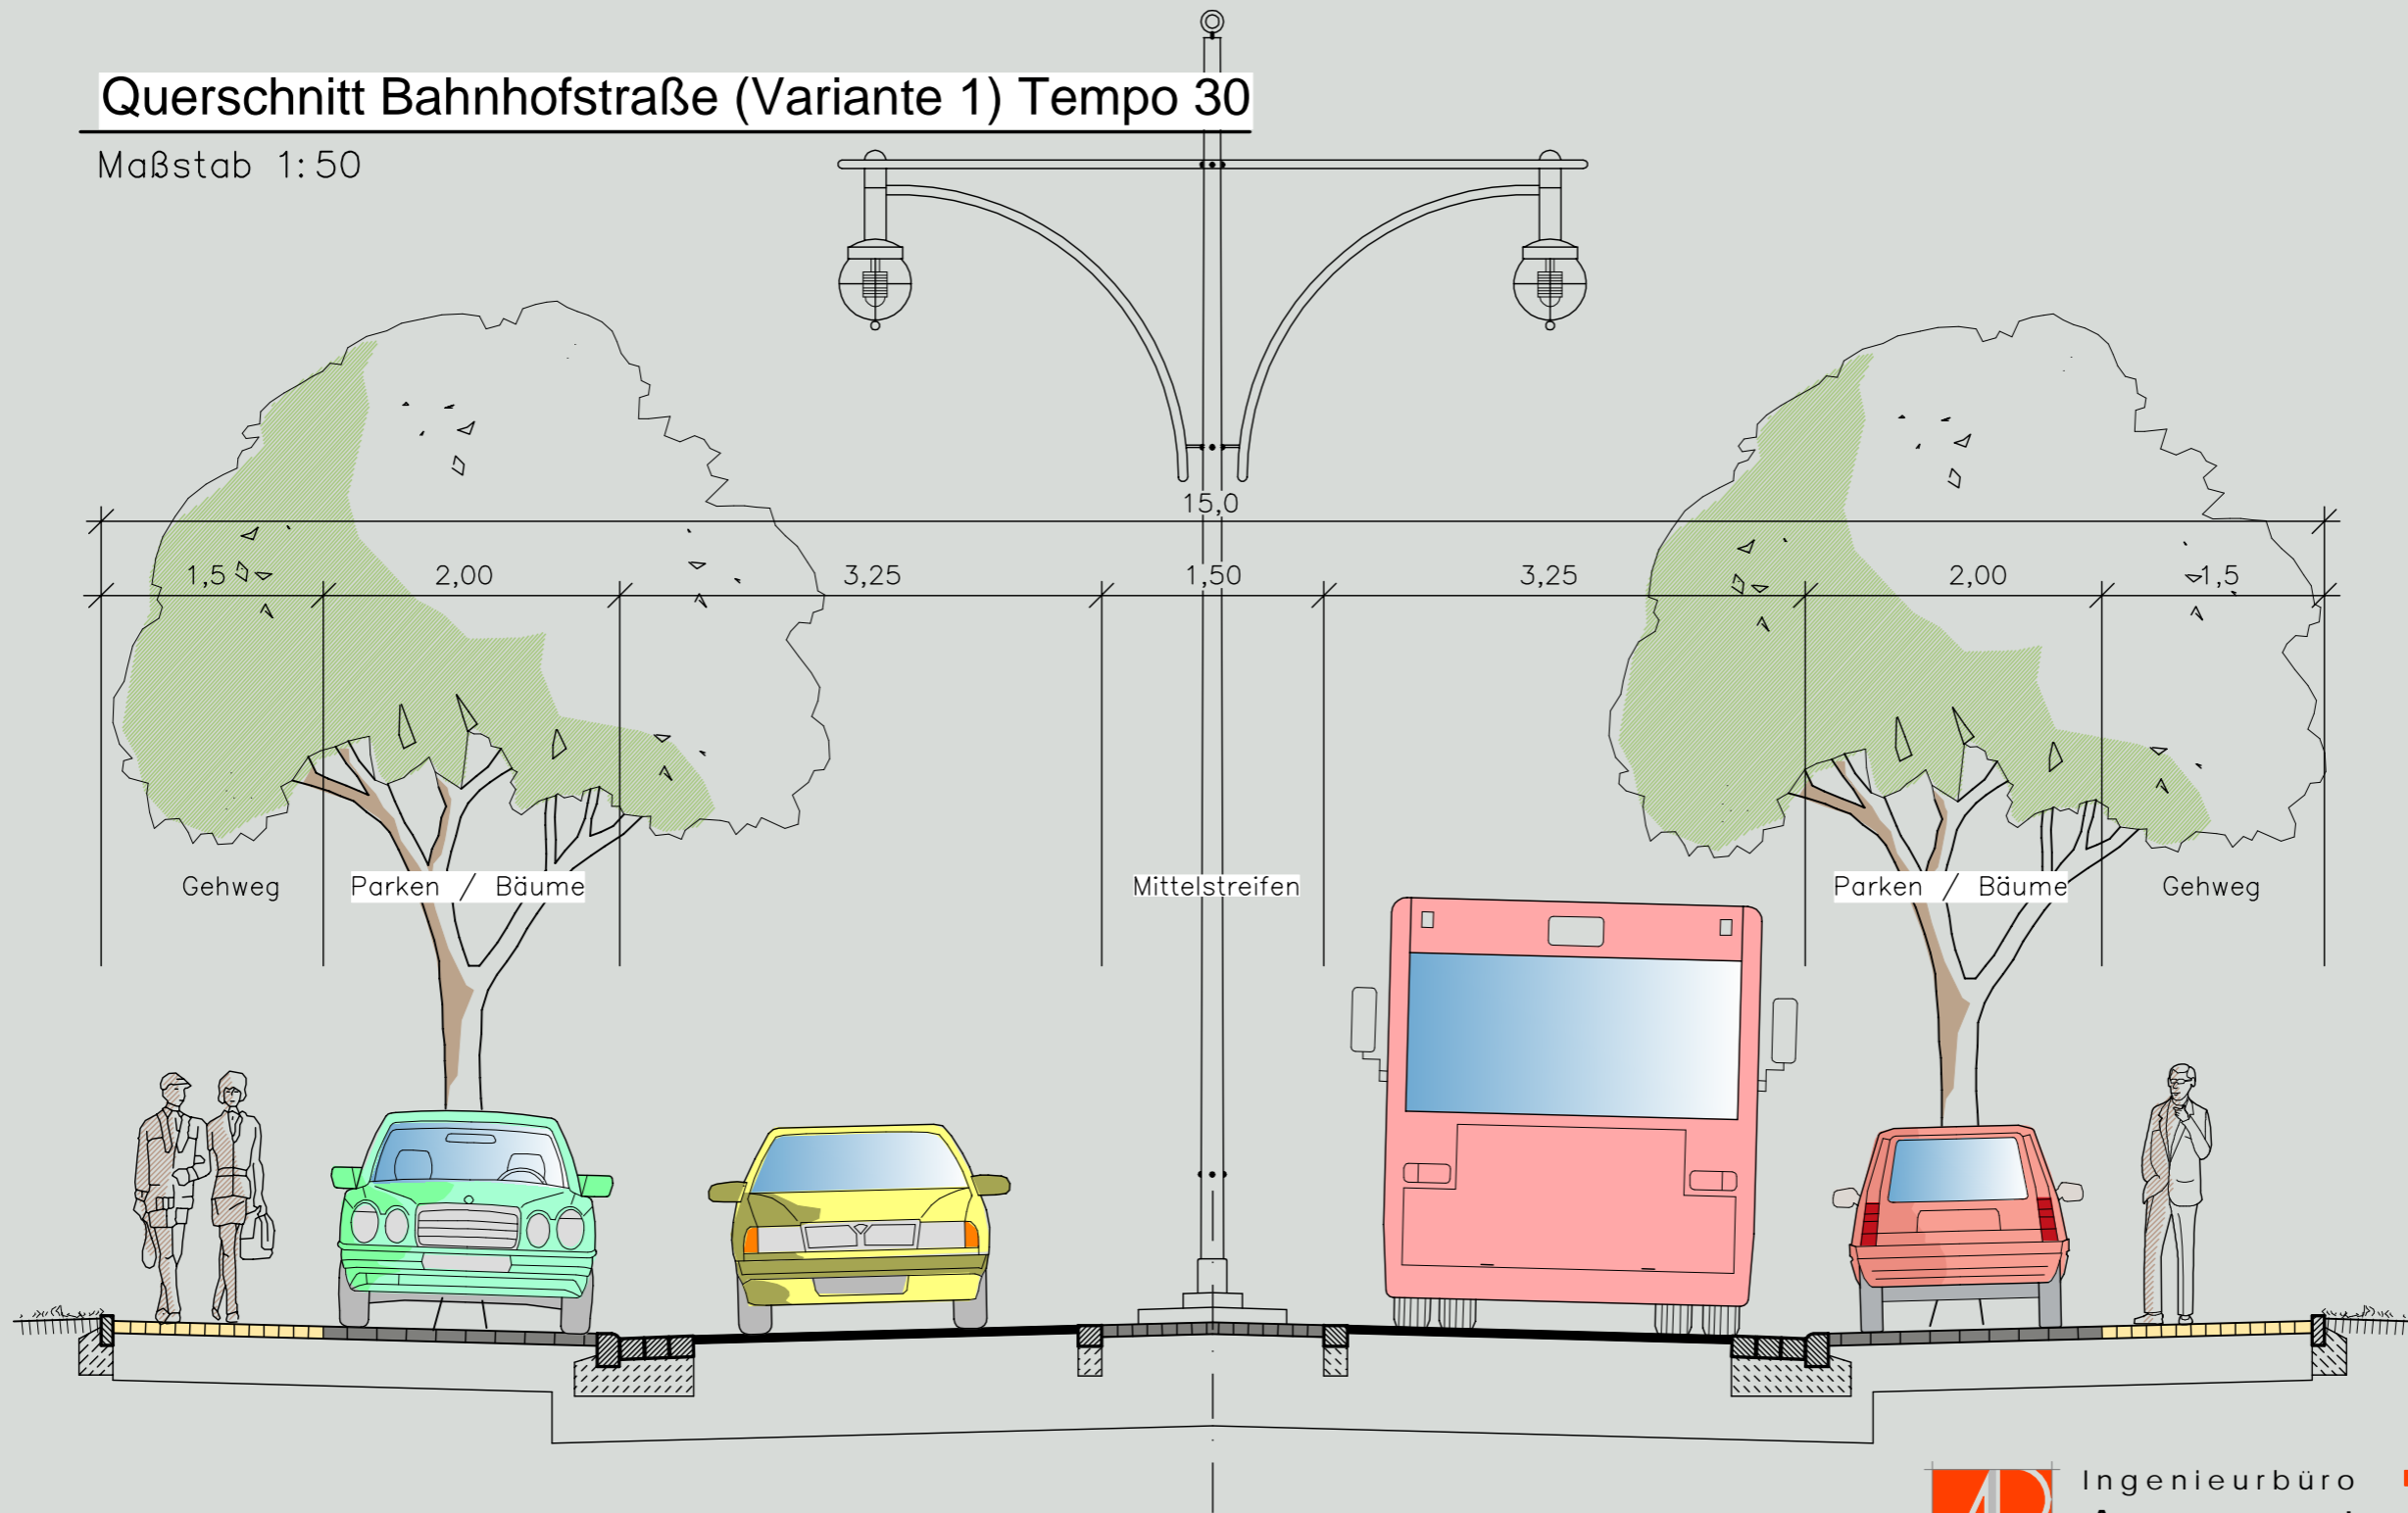 Querschnitt Bahnhofstraße (Variante 1) Tempo 30
Maßstab 1:50
15,0
1,5 2,00 3,25 1,50 3,25 2,00 1,5
Gehweg Parken / Bäume Mittelstreifen Parken / Bäume Gehweg
Ingenieurbüro